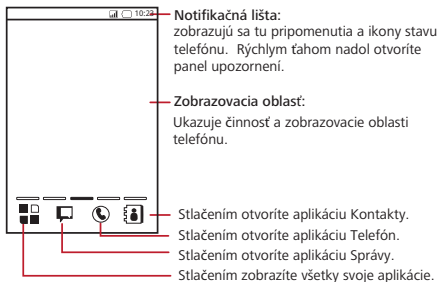 10:23
Notifikačná lišta:
zobrazujú sa tu pripomenutia a ikony stavu
telefónu. Rýchlym ťahom nadol otvoríte
panel upozornení.
Zobrazovacia oblasť:
Ukazuje činnosť a zobrazovacie oblasti
telefónu.
Stlačením otvoríte aplikáciu Kontakty.
Stlačením otvoríte aplikáciu Telefón.
Stlačením otvoríte aplikáciu Správy.
Stlačením zobrazíte všetky svoje aplikácie.